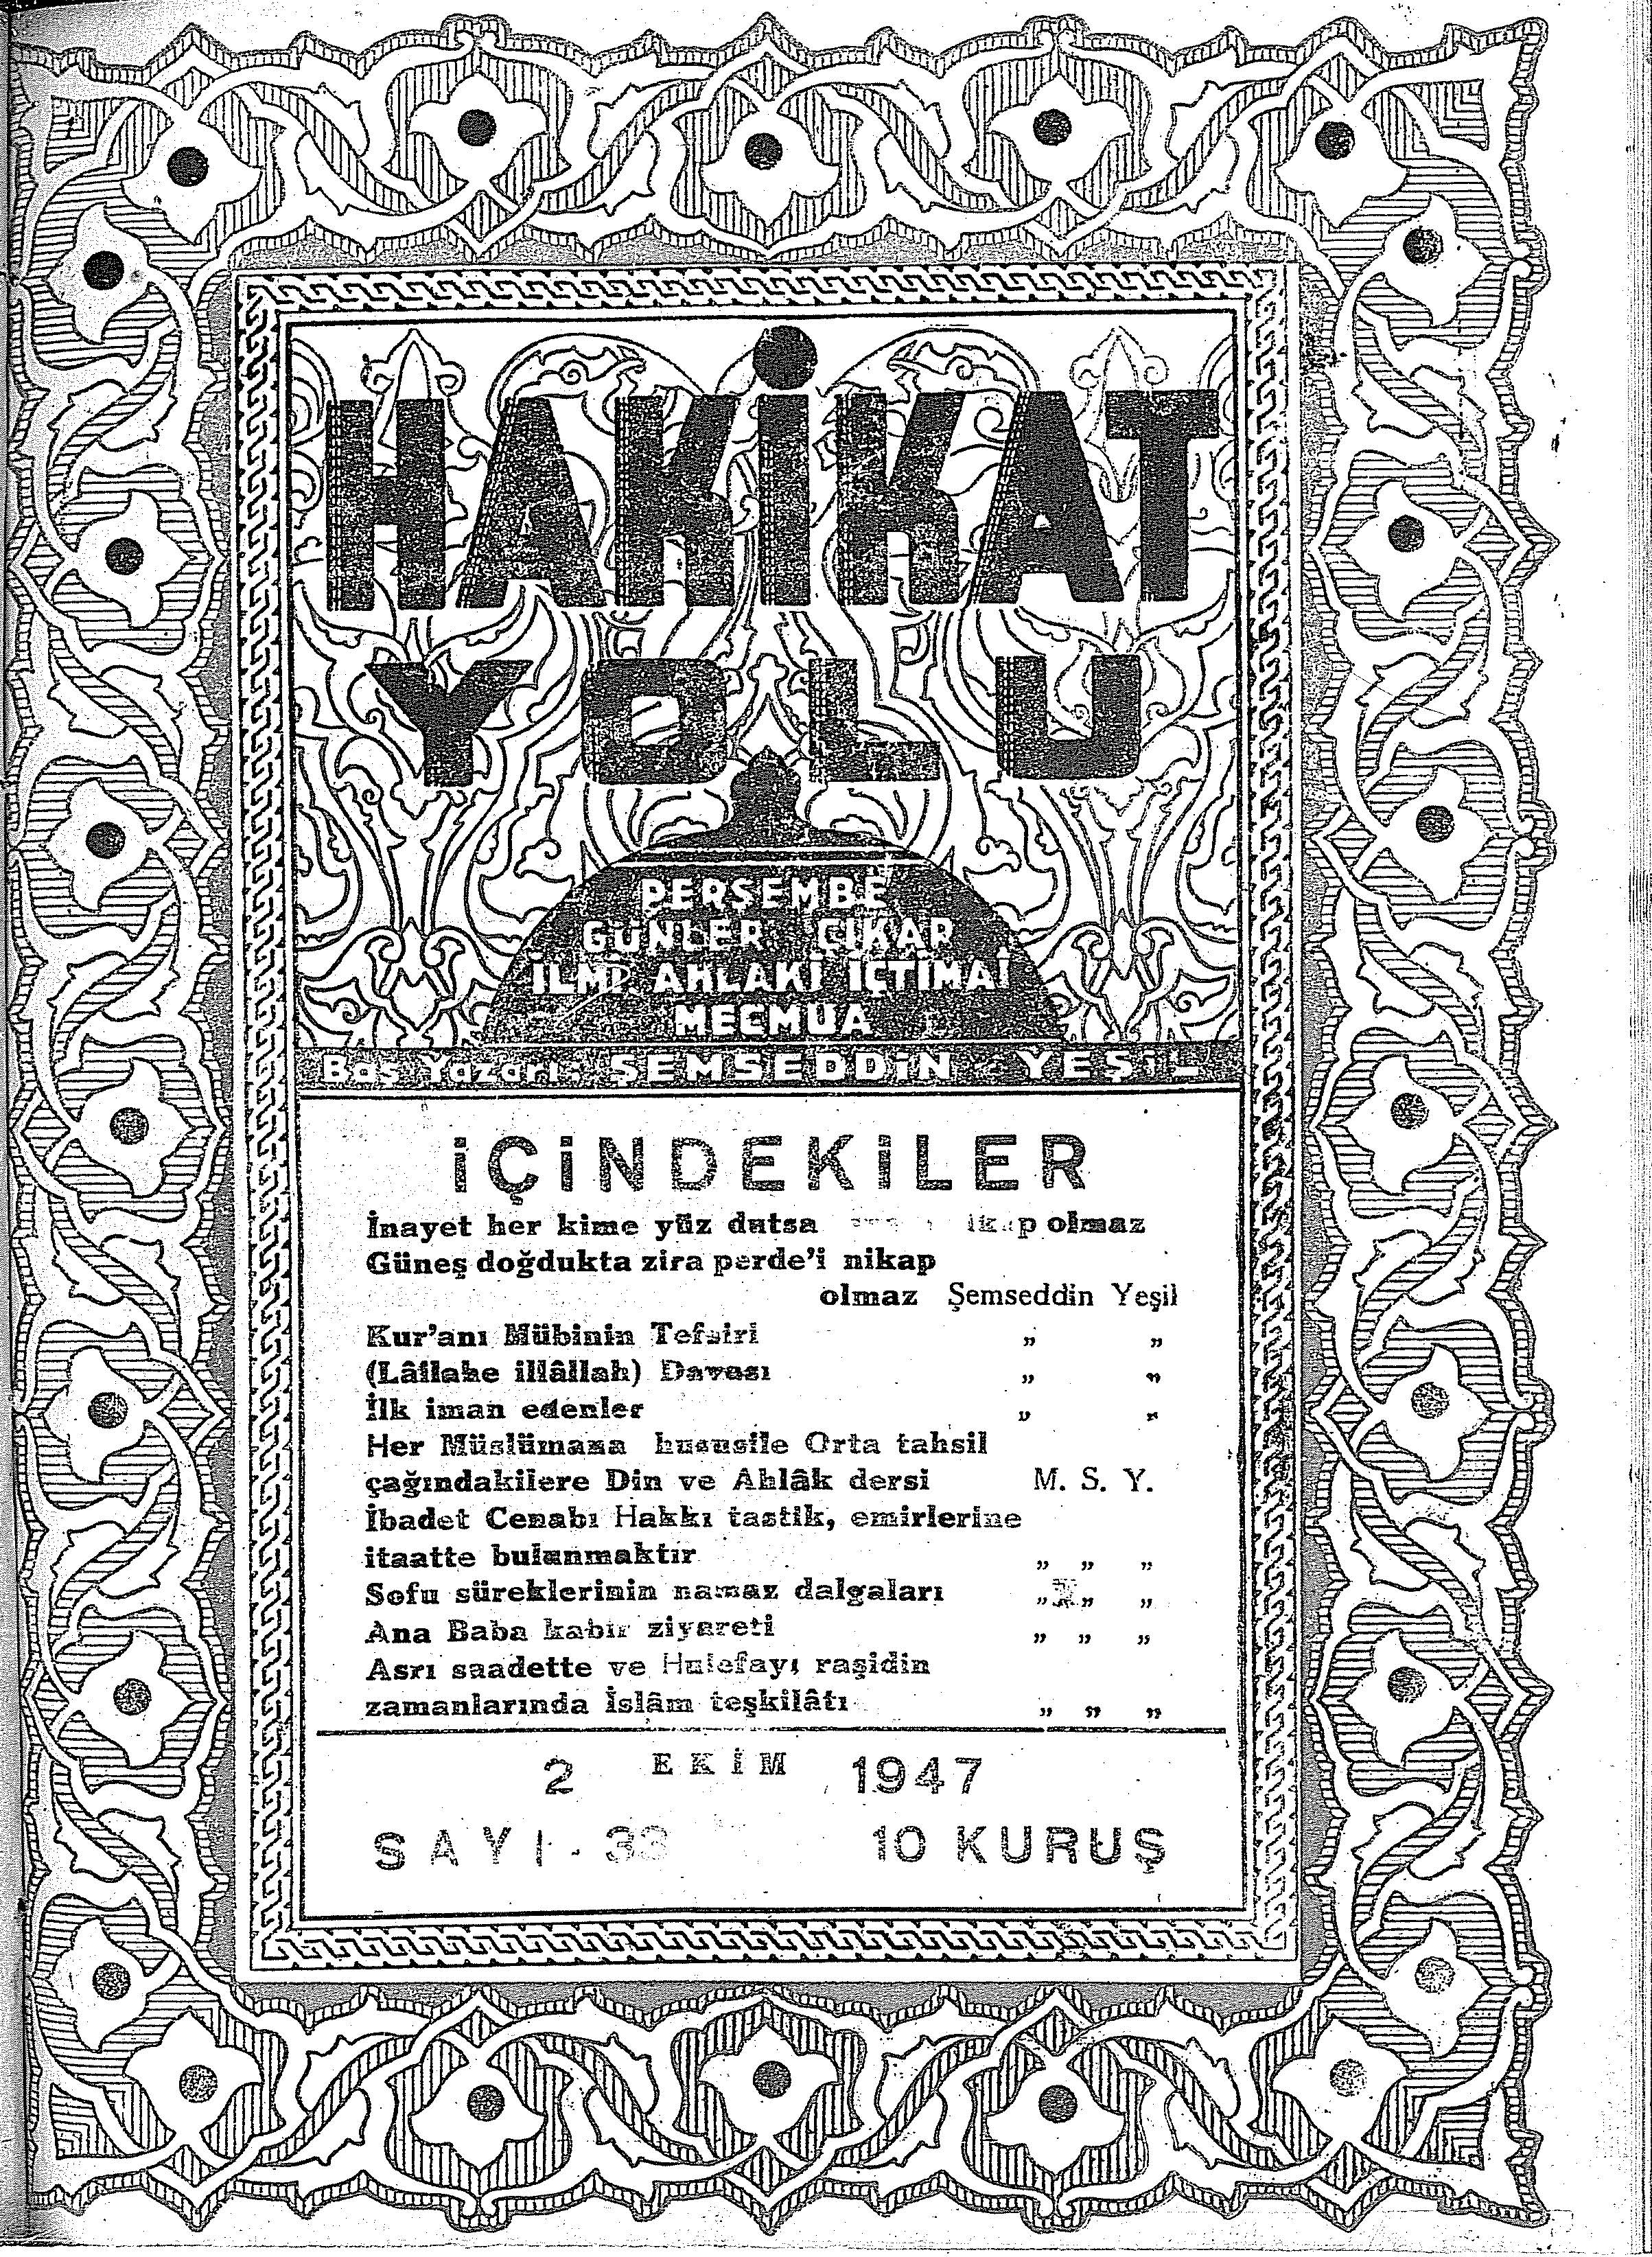 HAKİKAT
YOLU
PERŞEMBE
GÜNLERİ ÇIKAR
İLMİ AHLAKİ İÇTİMAİ
MECMUA
Baş Yazarı: ŞEMSEDDİN YEŞİL
İÇİNDEKİLER
İnayet her kime yüz dutsa olmaz
Güneş doğdukta zira perde'i nikap
olmaz Şemseddin Yeşil
Kur'anı Mübinin Tefsiri „ „
(Lâilahe illâllah) Davası „ „
İlk iman edenler „ „
Her Müslümana hususile Orta tahsil
çağındakilere Din ve Ahlâk dersi M. S. Y.
İbadet Cenabı Hakkı tastik, emirlerine
itaatte bulunmaktır „ „ „
Sofu süreklerinin namaz dalgaları „ „ „
Ana Baba kabir ziyareti „ „ „
Asrı saadette ve Hulefayı raşidin
zamanlarında İslâm teşkilâtı „ „ „
2 EKİM 1947
SAYI - 33 10 KURUŞ